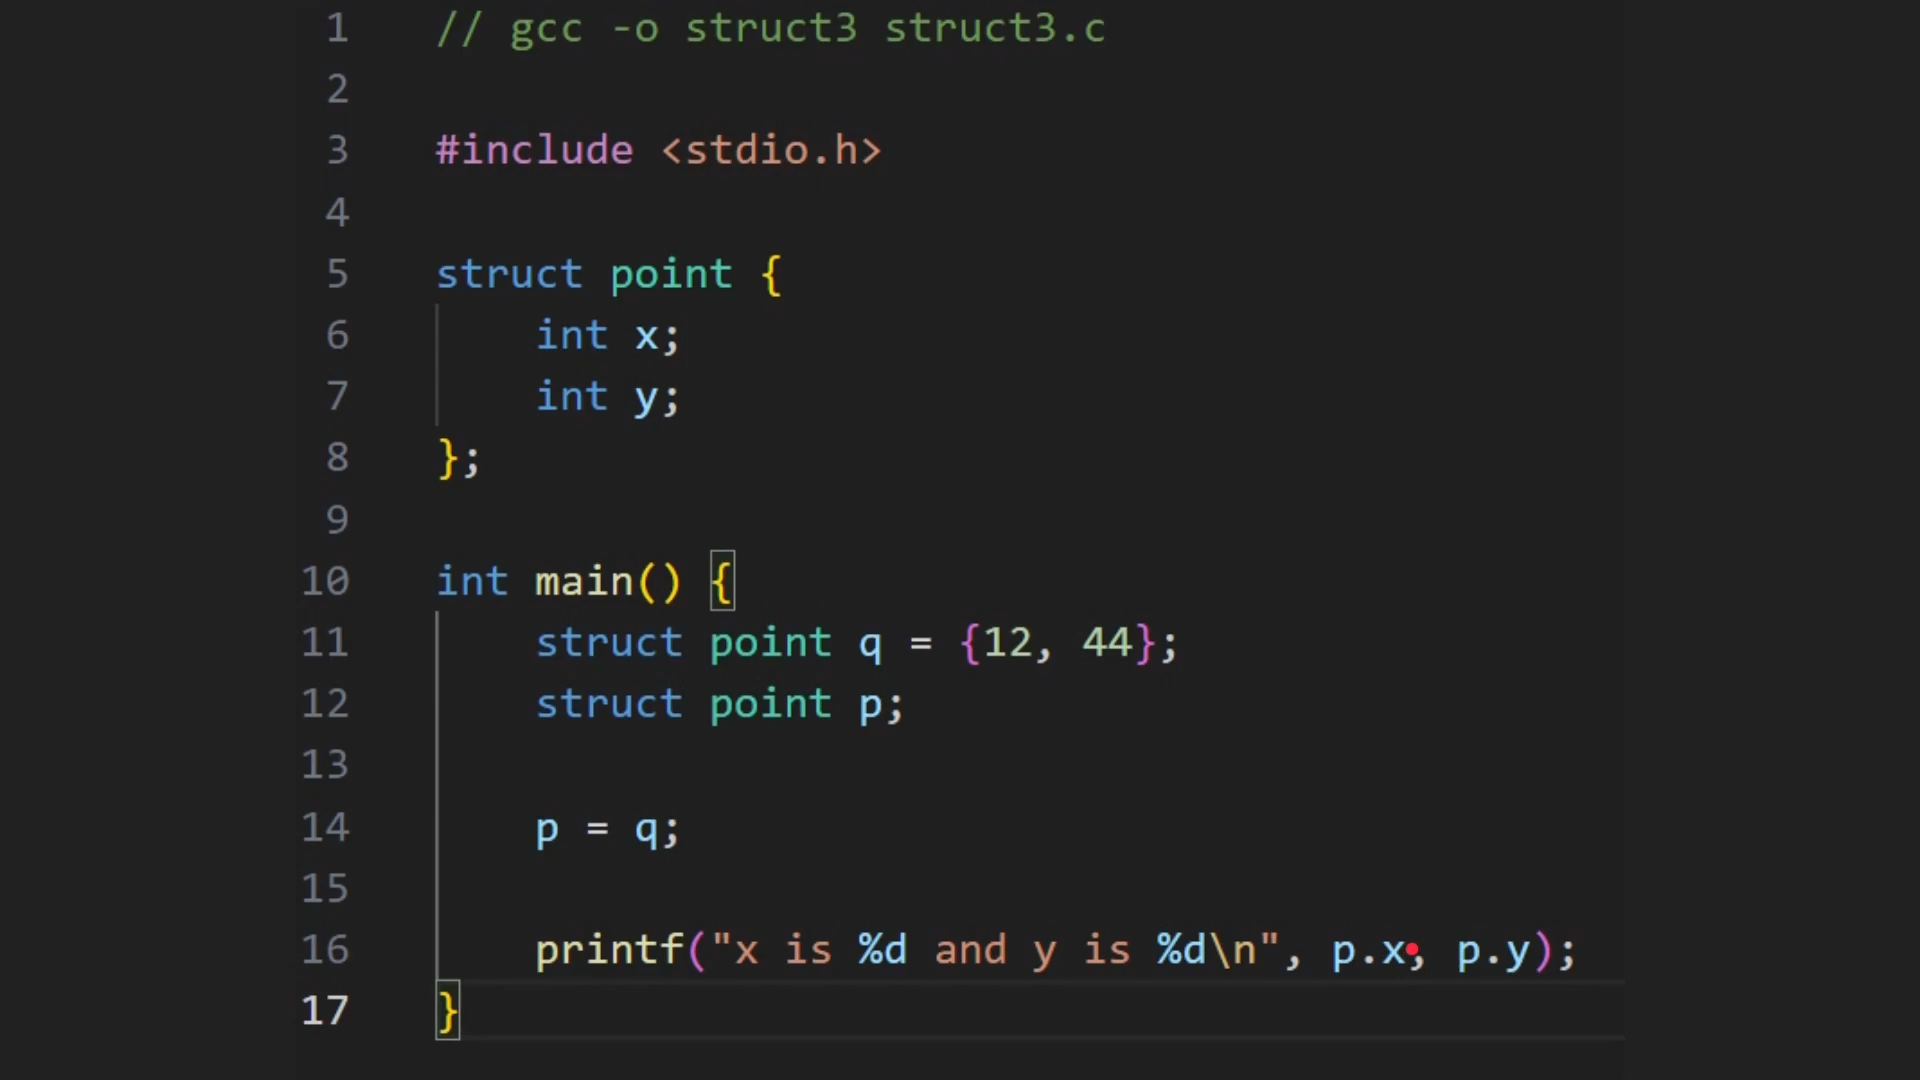 1 // gcc -o struct3 struct3.c
2
3 #include <stdio.h>
4
5 struct point {
6     int x;
7     int y;
8 };
9
10 int main() {
11     struct point q = {12, 44};
12     struct point p;
13
14     p = q;
15
16     printf("x is %d and y is %d\n", p.x, p.y);
17 }